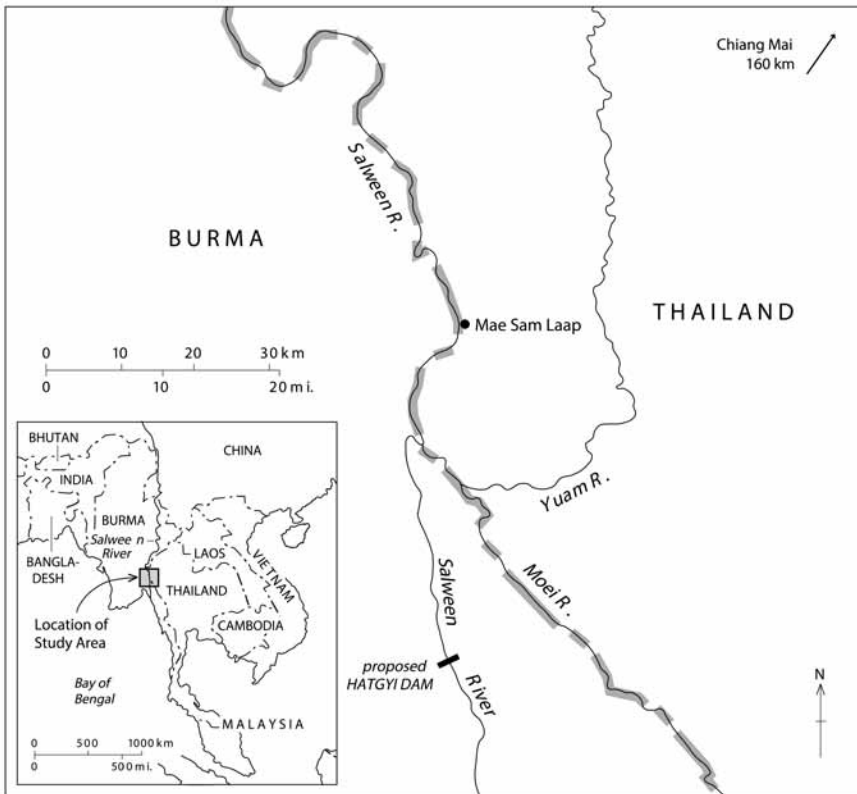 Chiang Mai
160 km
Salween R.
BURMA
THAILAND
Mae Sam Laap
0 10 20 30 km
0 10 20 mi.
Yuam R.
Moei R.
Salween
River
proposed
HATGYI DAM
N
BHUTAN
CHINA
INDIA
BURMA
Salwee n
River
LAOS
VIETNAM
BANGLA-
DESH
THAILAND
CAMBODIA
Location of
Study Area
Bay of
Bengal
MALAYSIA
0 500 1000 km
0 500 mi.